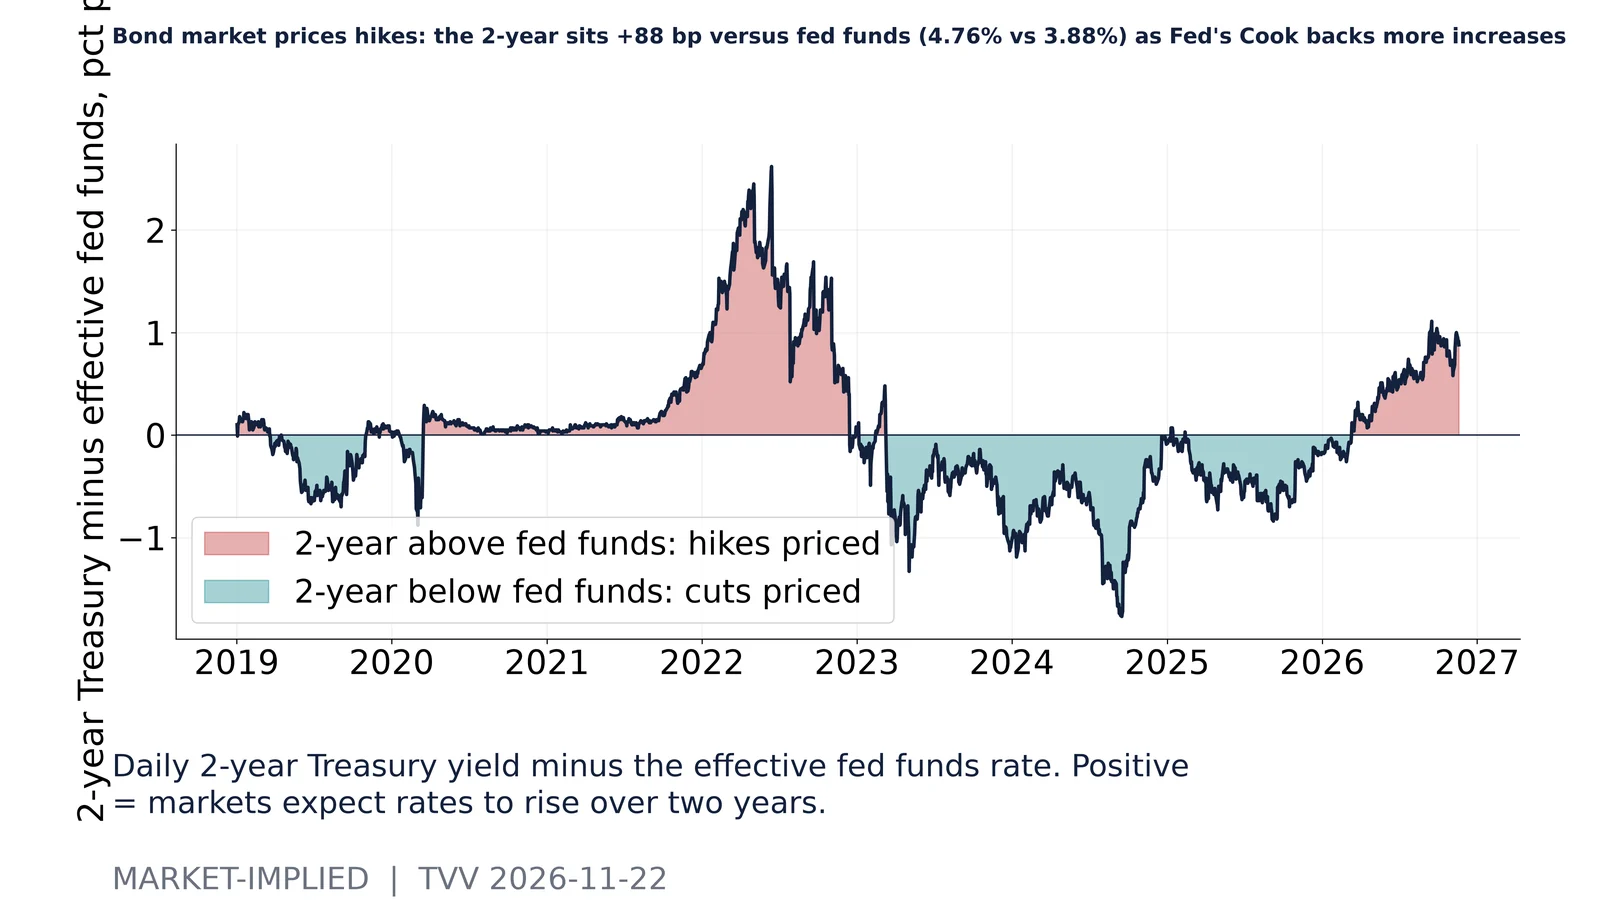 Bond market prices hikes: the 2-year sits +88 bp versus fed funds (4.76% vs 3.88%) as Fed's Cook backs more increases
2-year Treasury minus effective fed funds, pct p
2
1
0
−1
2-year above fed funds: hikes priced
2-year below fed funds: cuts priced
2019 2020 2021 2022 2023 2024 2025 2026 2027
Daily 2-year Treasury yield minus the effective fed funds rate. Positive
= markets expect rates to rise over two years.
MARKET-IMPLIED | TVV 2026-11-22